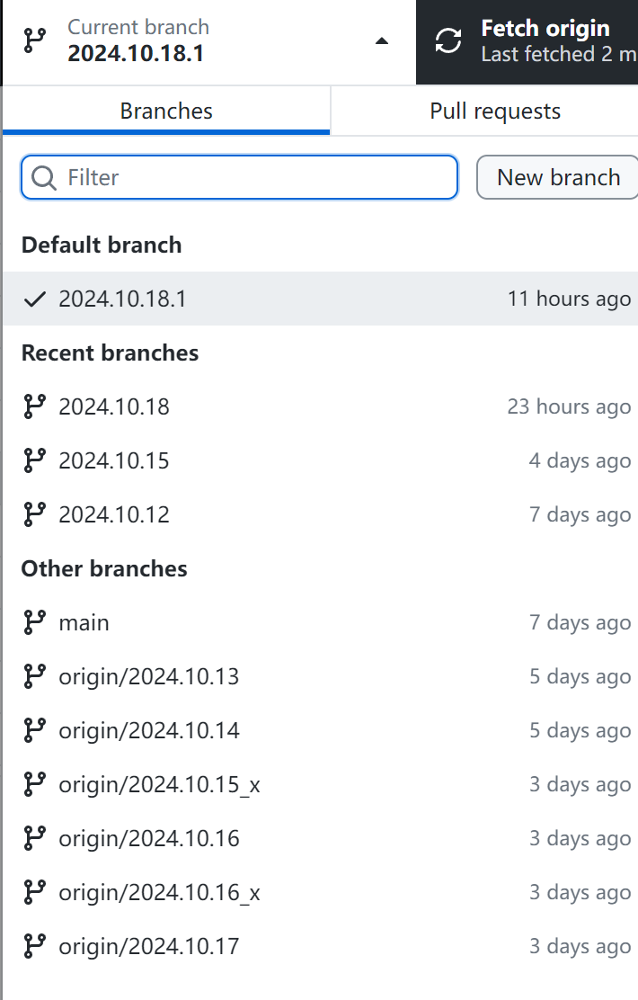 Current branch
2024.10.18.1
Fetch origin
Last fetched 2 m
Branches
Pull requests
Filter
New branch
Default branch
2024.10.18.1 11 hours ago
Recent branches
2024.10.18 23 hours ago
2024.10.15 4 days ago
2024.10.12 7 days ago
Other branches
main 7 days ago
origin/2024.10.13 5 days ago
origin/2024.10.14 5 days ago
origin/2024.10.15_x 3 days ago
origin/2024.10.16 3 days ago
origin/2024.10.16_x 3 days ago
origin/2024.10.17 3 days ago